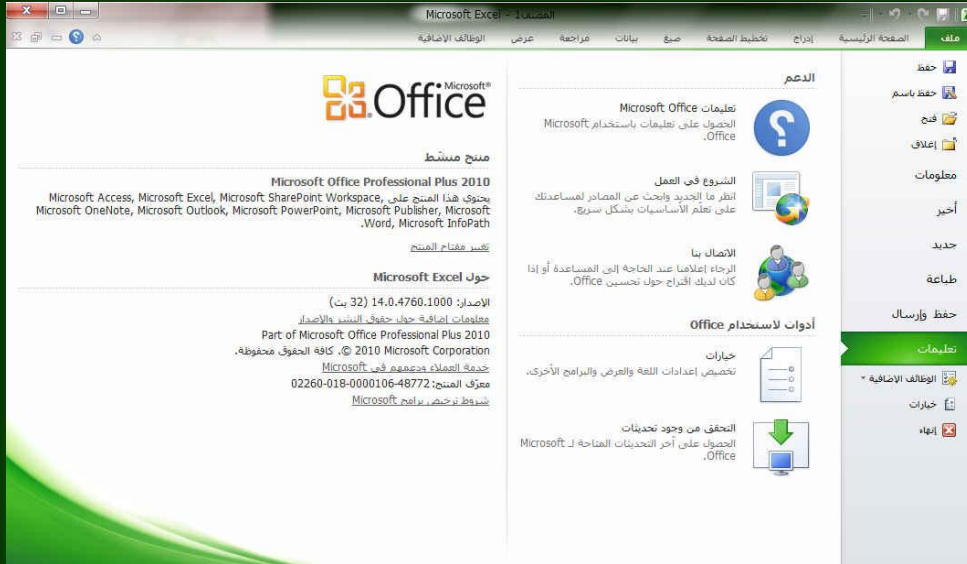 Microsoft Excel - المصنف1
ملف
الصفحة الرئيسية
إدراج
تخطيط الصفحة
صيغ
بيانات
مراجعة
عرض
الوظائف الإضافية
حفظ
حفظ باسم
فتح
إغلاق
معلومات
أخير
جديد
طباعة
حفظ وإرسال
تعليمات
الوظائف الإضافية
خيارات
إنهاء
الدعم
تعليمات Microsoft Office
الحصول على تعليمات باستخدام Microsoft
Office.
الشروع في العمل
انظر ما الجديد وابحث عن المصادر لمساعدتك
على تعلّم الأساسيات بشكل سريع.
الاتصال بنا
الرجاء إعلامنا عند الحاجة إلى المساعدة أو إذا
كان لديك اقتراح حول تحسين Office.
أدوات لاستخدام Office
خيارات
تخصيص إعدادات اللغة والعرض والبرامج الأخرى.
التحقق من وجود تحديثات
الحصول على آخر التحديثات المتاحة لـ Microsoft
Office.
Microsoft®
Office
منتج منشّط
Microsoft Office Professional Plus 2010
يحتوي هذا المنتج على Microsoft Access, Microsoft Excel, Microsoft SharePoint Workspace,
Microsoft OneNote, Microsoft Outlook, Microsoft PowerPoint, Microsoft Publisher, Microsoft
Word, Microsoft InfoPath.
تغيير مفتاح المنتج
حول Microsoft Excel
الإصدار: 14.0.4760.1000 (32 بت)
معلومات إضافية حول حقوق النشر والإصدار
Part of Microsoft Office Professional Plus 2010
© 2010 Microsoft Corporation. كافة الحقوق محفوظة.
خدمة العملاء ودعمهم في Microsoft
معرّف المنتج: 02260-018-0000106-48772
شروط ترخيص برامج Microsoft